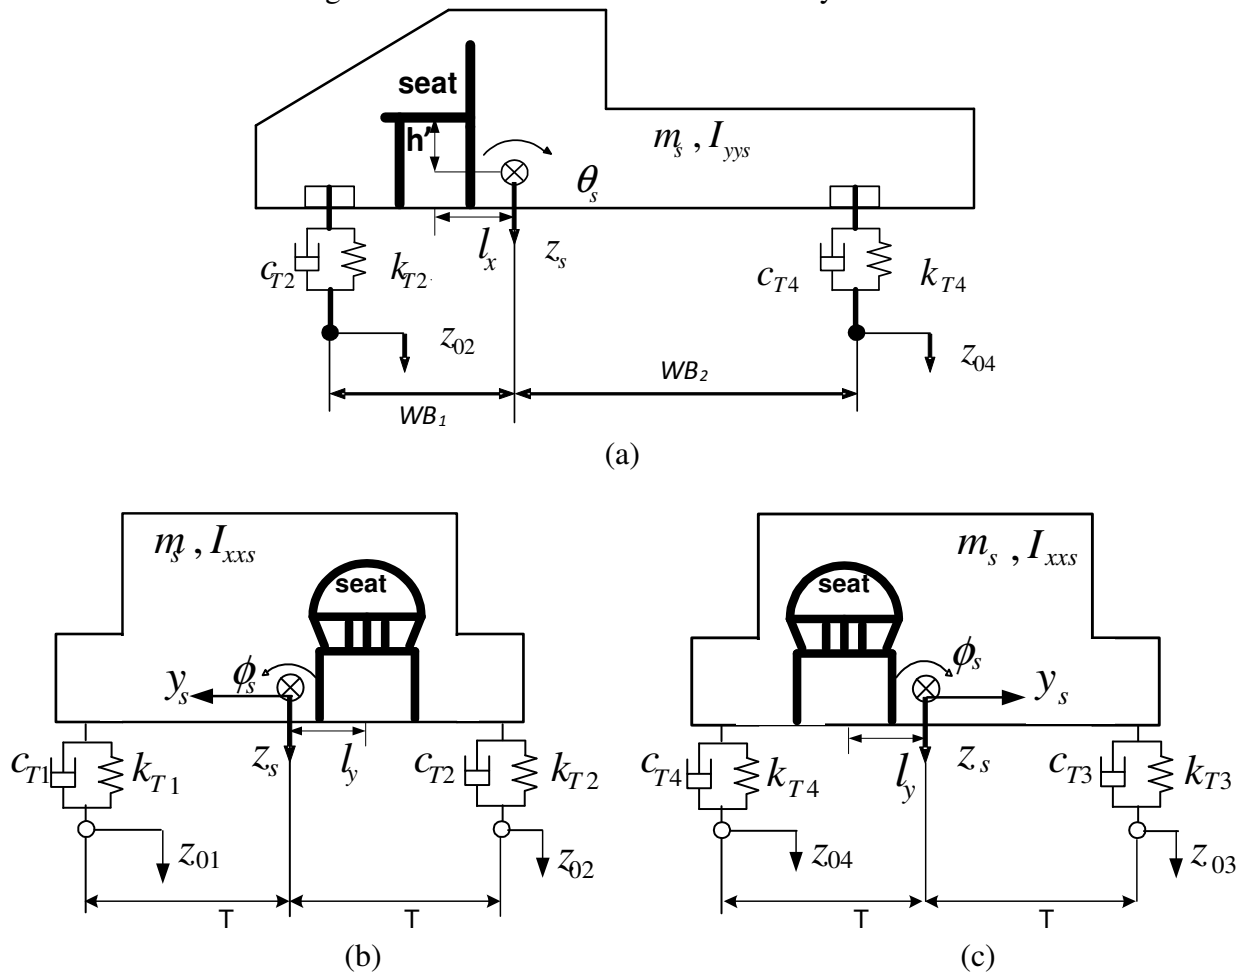 seat
h'
m_s , I_yys
θ_s
l_x
z_s
c_T2
k_T2
c_T4
k_T4
z_02
z_04
WB_1
WB_2
(a)
m_s , I_xxs
seat
y_s
ϕ_s
z_s
l_y
c_T1
k_T1
c_T2
k_T2
z_01
z_02
T
T
(b)
m_s , I_xxs
seat
ϕ_s
y_s
l_y
z_s
c_T4
k_T4
c_T3
k_T3
z_04
z_03
T
T
(c)